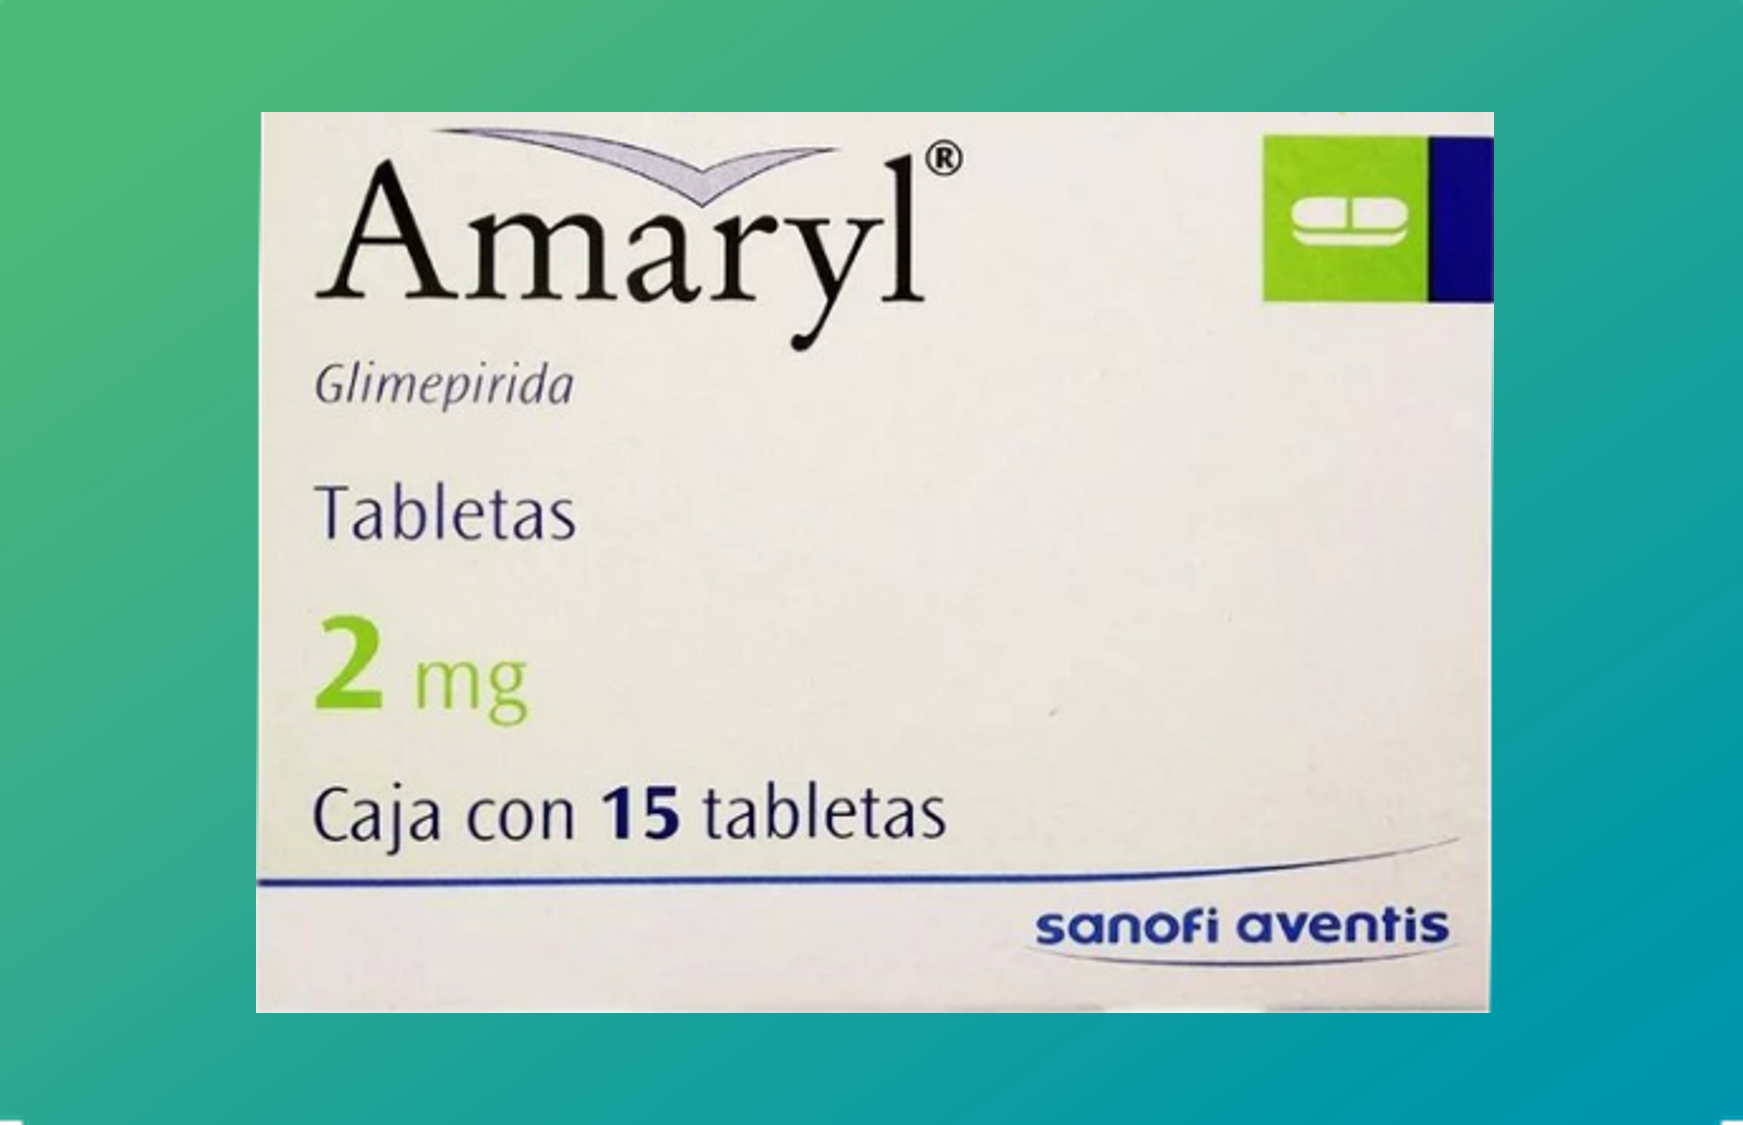 Amaryl®
Glimepirida
Tabletas
2 mg
Caja con 15 tabletas
sanofi aventis